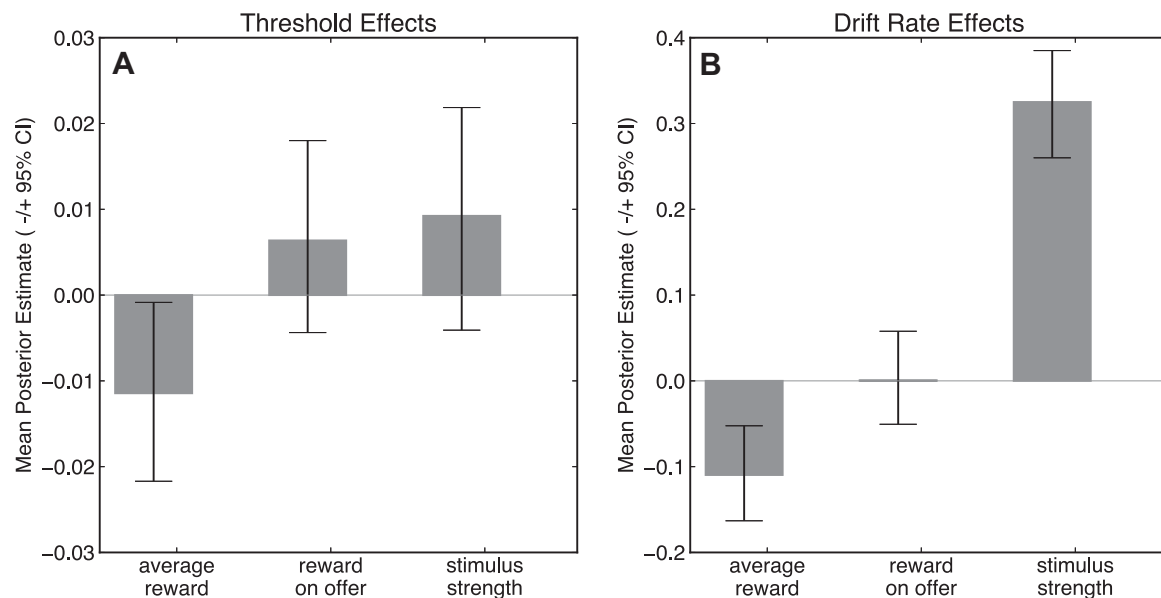 Threshold Effects
A
Mean Posterior Estimate ( -/+ 95% CI)
0.03
0.02
0.01
0.00
−0.01
−0.02
−0.03
average
reward
reward
on offer
stimulus
strength
Drift Rate Effects
B
Mean Posterior Estimate ( -/+ 95% CI)
0.4
0.3
0.2
0.1
0.0
−0.1
−0.2
average
reward
reward
on offer
stimulus
strength